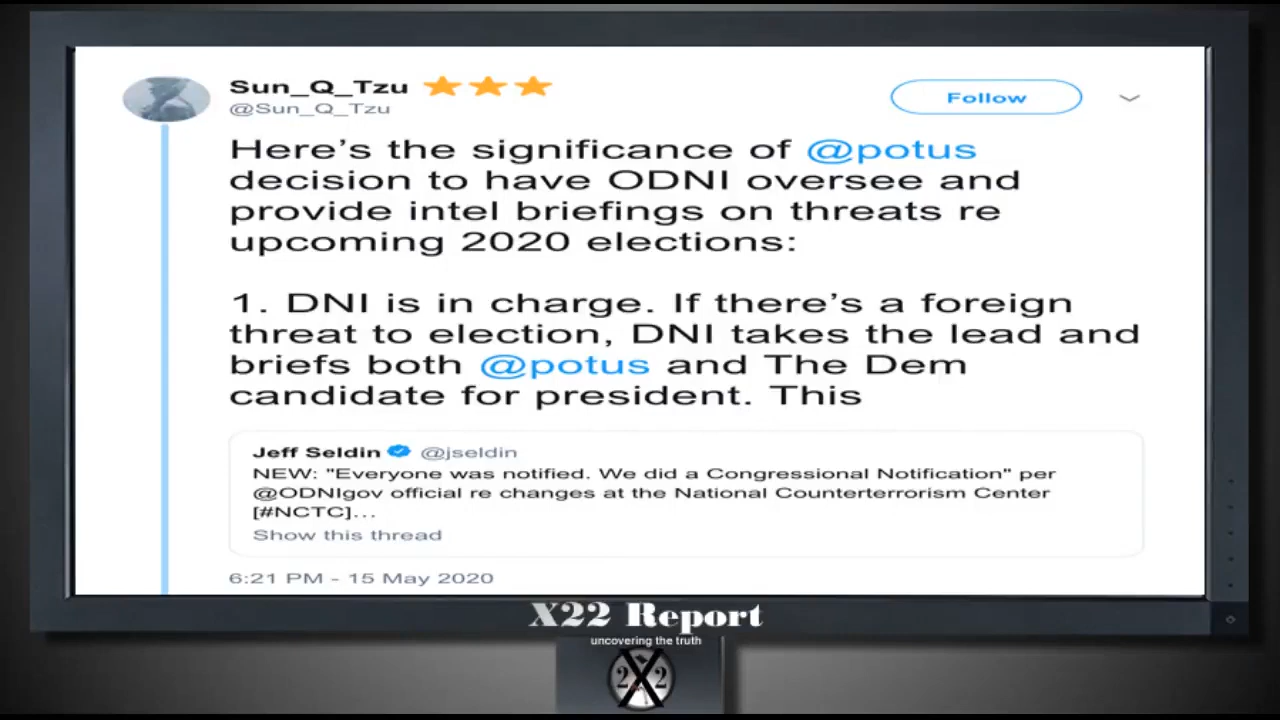 Sun_Q_Tzu
@Sun_Q_Tzu
Follow
Here's the significance of @potus
decision to have ODNI oversee and
provide intel briefings on threats re
upcoming 2020 elections:
1. DNI is in charge. If there's a foreign
threat to election, DNI takes the lead and
briefs both @potus and The Dem
candidate for president. This
Jeff Seldin @jseldin
NEW: "Everyone was notified. We did a Congressional Notification" per
@ODNIgov official re changes at the National Counterterrorism Center
[#NCTC]...
Show this thread
6:21 PM - 15 May 2020
X22 Report
uncovering the truth
X22